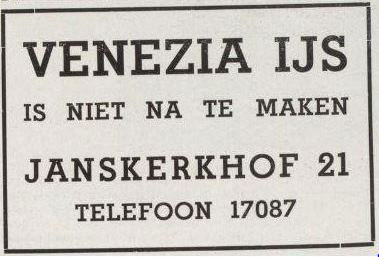 VENEZIA IJS
IS NIET NA TE MAKEN
JANSKERKHOF 21
TELEFOON 17087